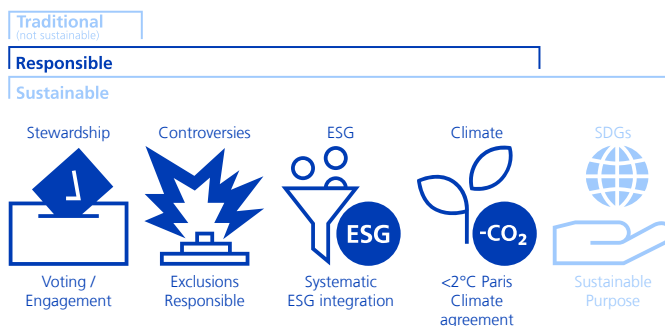 Traditional
(not sustainable)
Responsible
Sustainable
Stewardship
Controversies
ESG
Climate
SDGs
ESG
-CO₂
Voting /
Engagement
Exclusions
Responsible
Systematic
ESG integration
<2°C Paris
Climate
agreement
Sustainable
Purpose